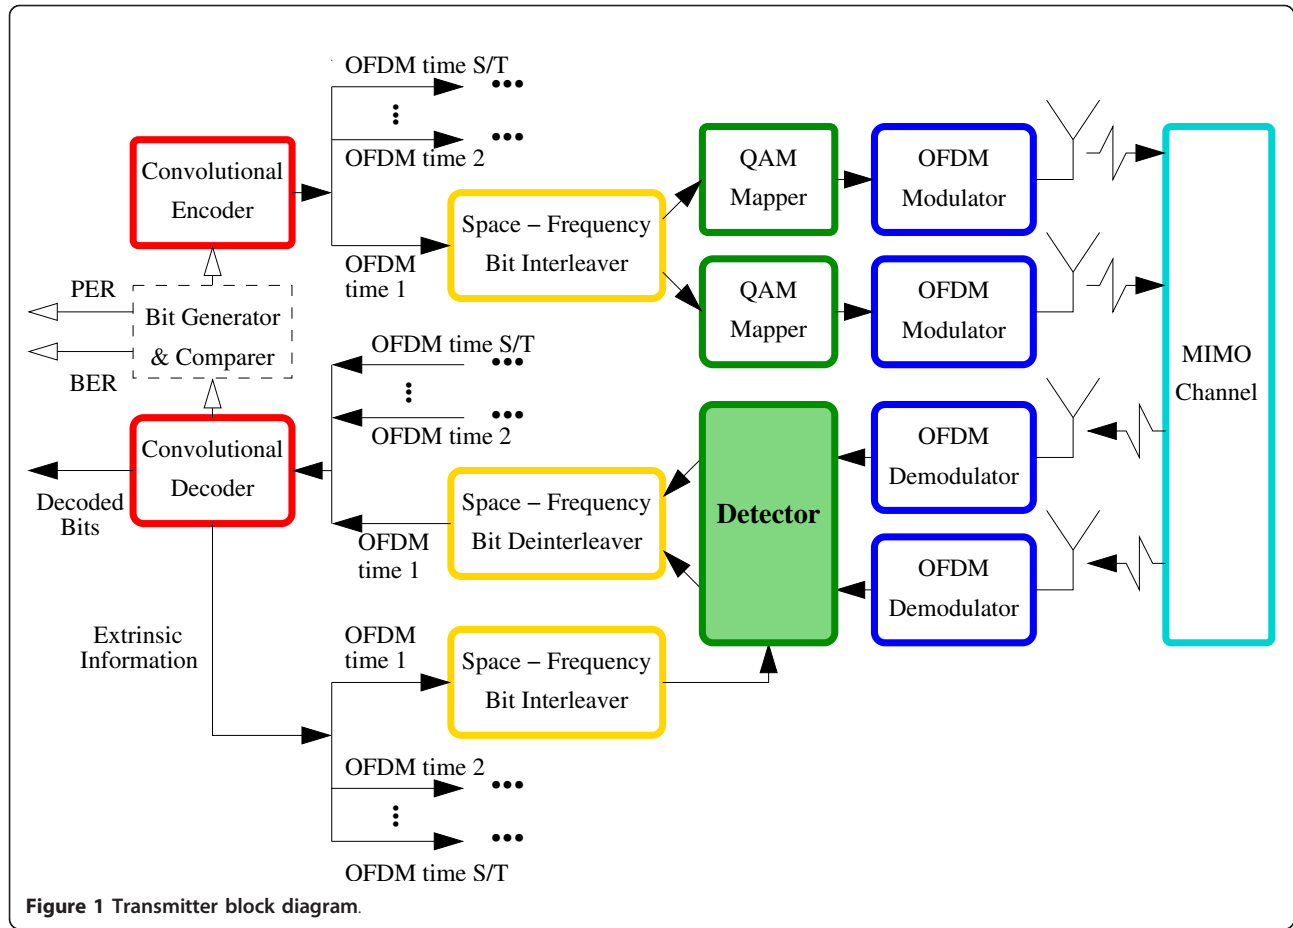 OFDM time S/T
OFDM time 2
Convolutional
Encoder
OFDM
time 1
Space – Frequency
Bit Interleaver
QAM
Mapper
OFDM
Modulator
QAM
Mapper
OFDM
Modulator
MIMO
Channel
PER
BER
Bit Generator
& Comparer
OFDM time S/T
OFDM time 2
Convolutional
Decoder
Decoded
Bits
OFDM
time 1
Space – Frequency
Bit Deinterleaver
Detector
OFDM
Demodulator
OFDM
Demodulator
Extrinsic
Information
OFDM
time 1
Space – Frequency
Bit Interleaver
OFDM time 2
OFDM time S/T
Figure 1 Transmitter block diagram.